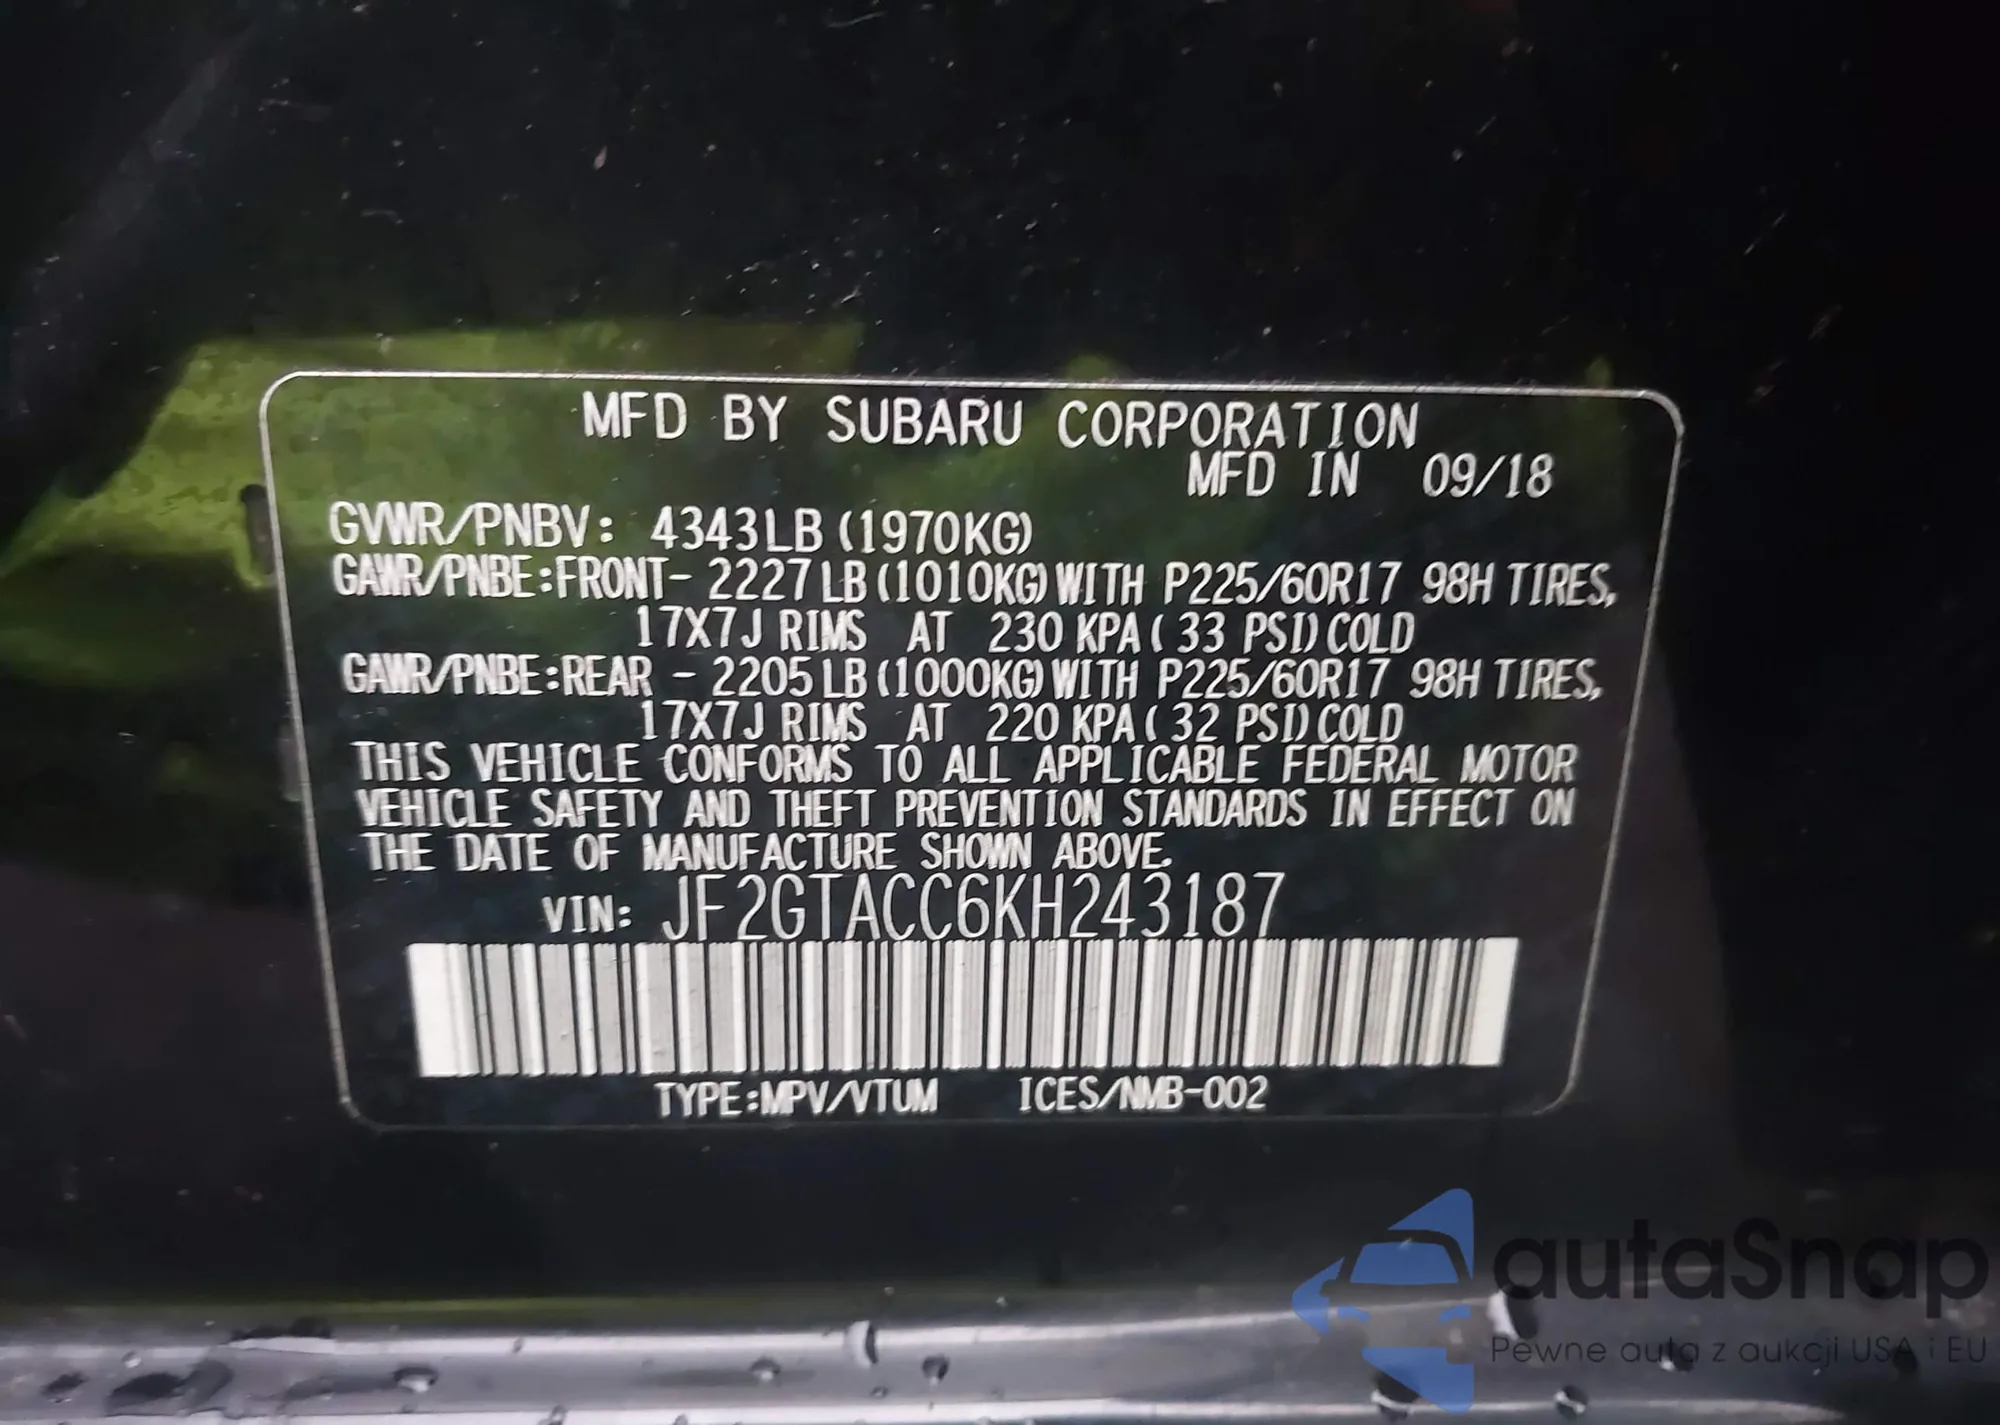 MFD BY SUBARU CORPORATION
MFD IN 09/18
GVWR/PNBV: 4343LB (1970KG)
GAWR/PNBE:FRONT- 2227LB (1010KG) WITH P225/60R17 98H TIRES,
17X7J RIMS AT 230 KPA ( 33 PSI) COLD
GAWR/PNBE:REAR - 2205LB (1000KG) WITH P225/60R17 98H TIRES,
17X7J RIMS AT 220 KPA ( 32 PSI) COLD
THIS VEHICLE CONFORMS TO ALL APPLICABLE FEDERAL MOTOR
VEHICLE SAFETY AND THEFT PREVENTION STANDARDS IN EFFECT ON
THE DATE OF MANUFACTURE SHOWN ABOVE.
VIN: JF2GTACC6KH243187
TYPE:MPV/VTUM ICES/NMB-002
autaSnap
Pewne auta z aukcji USA i EU